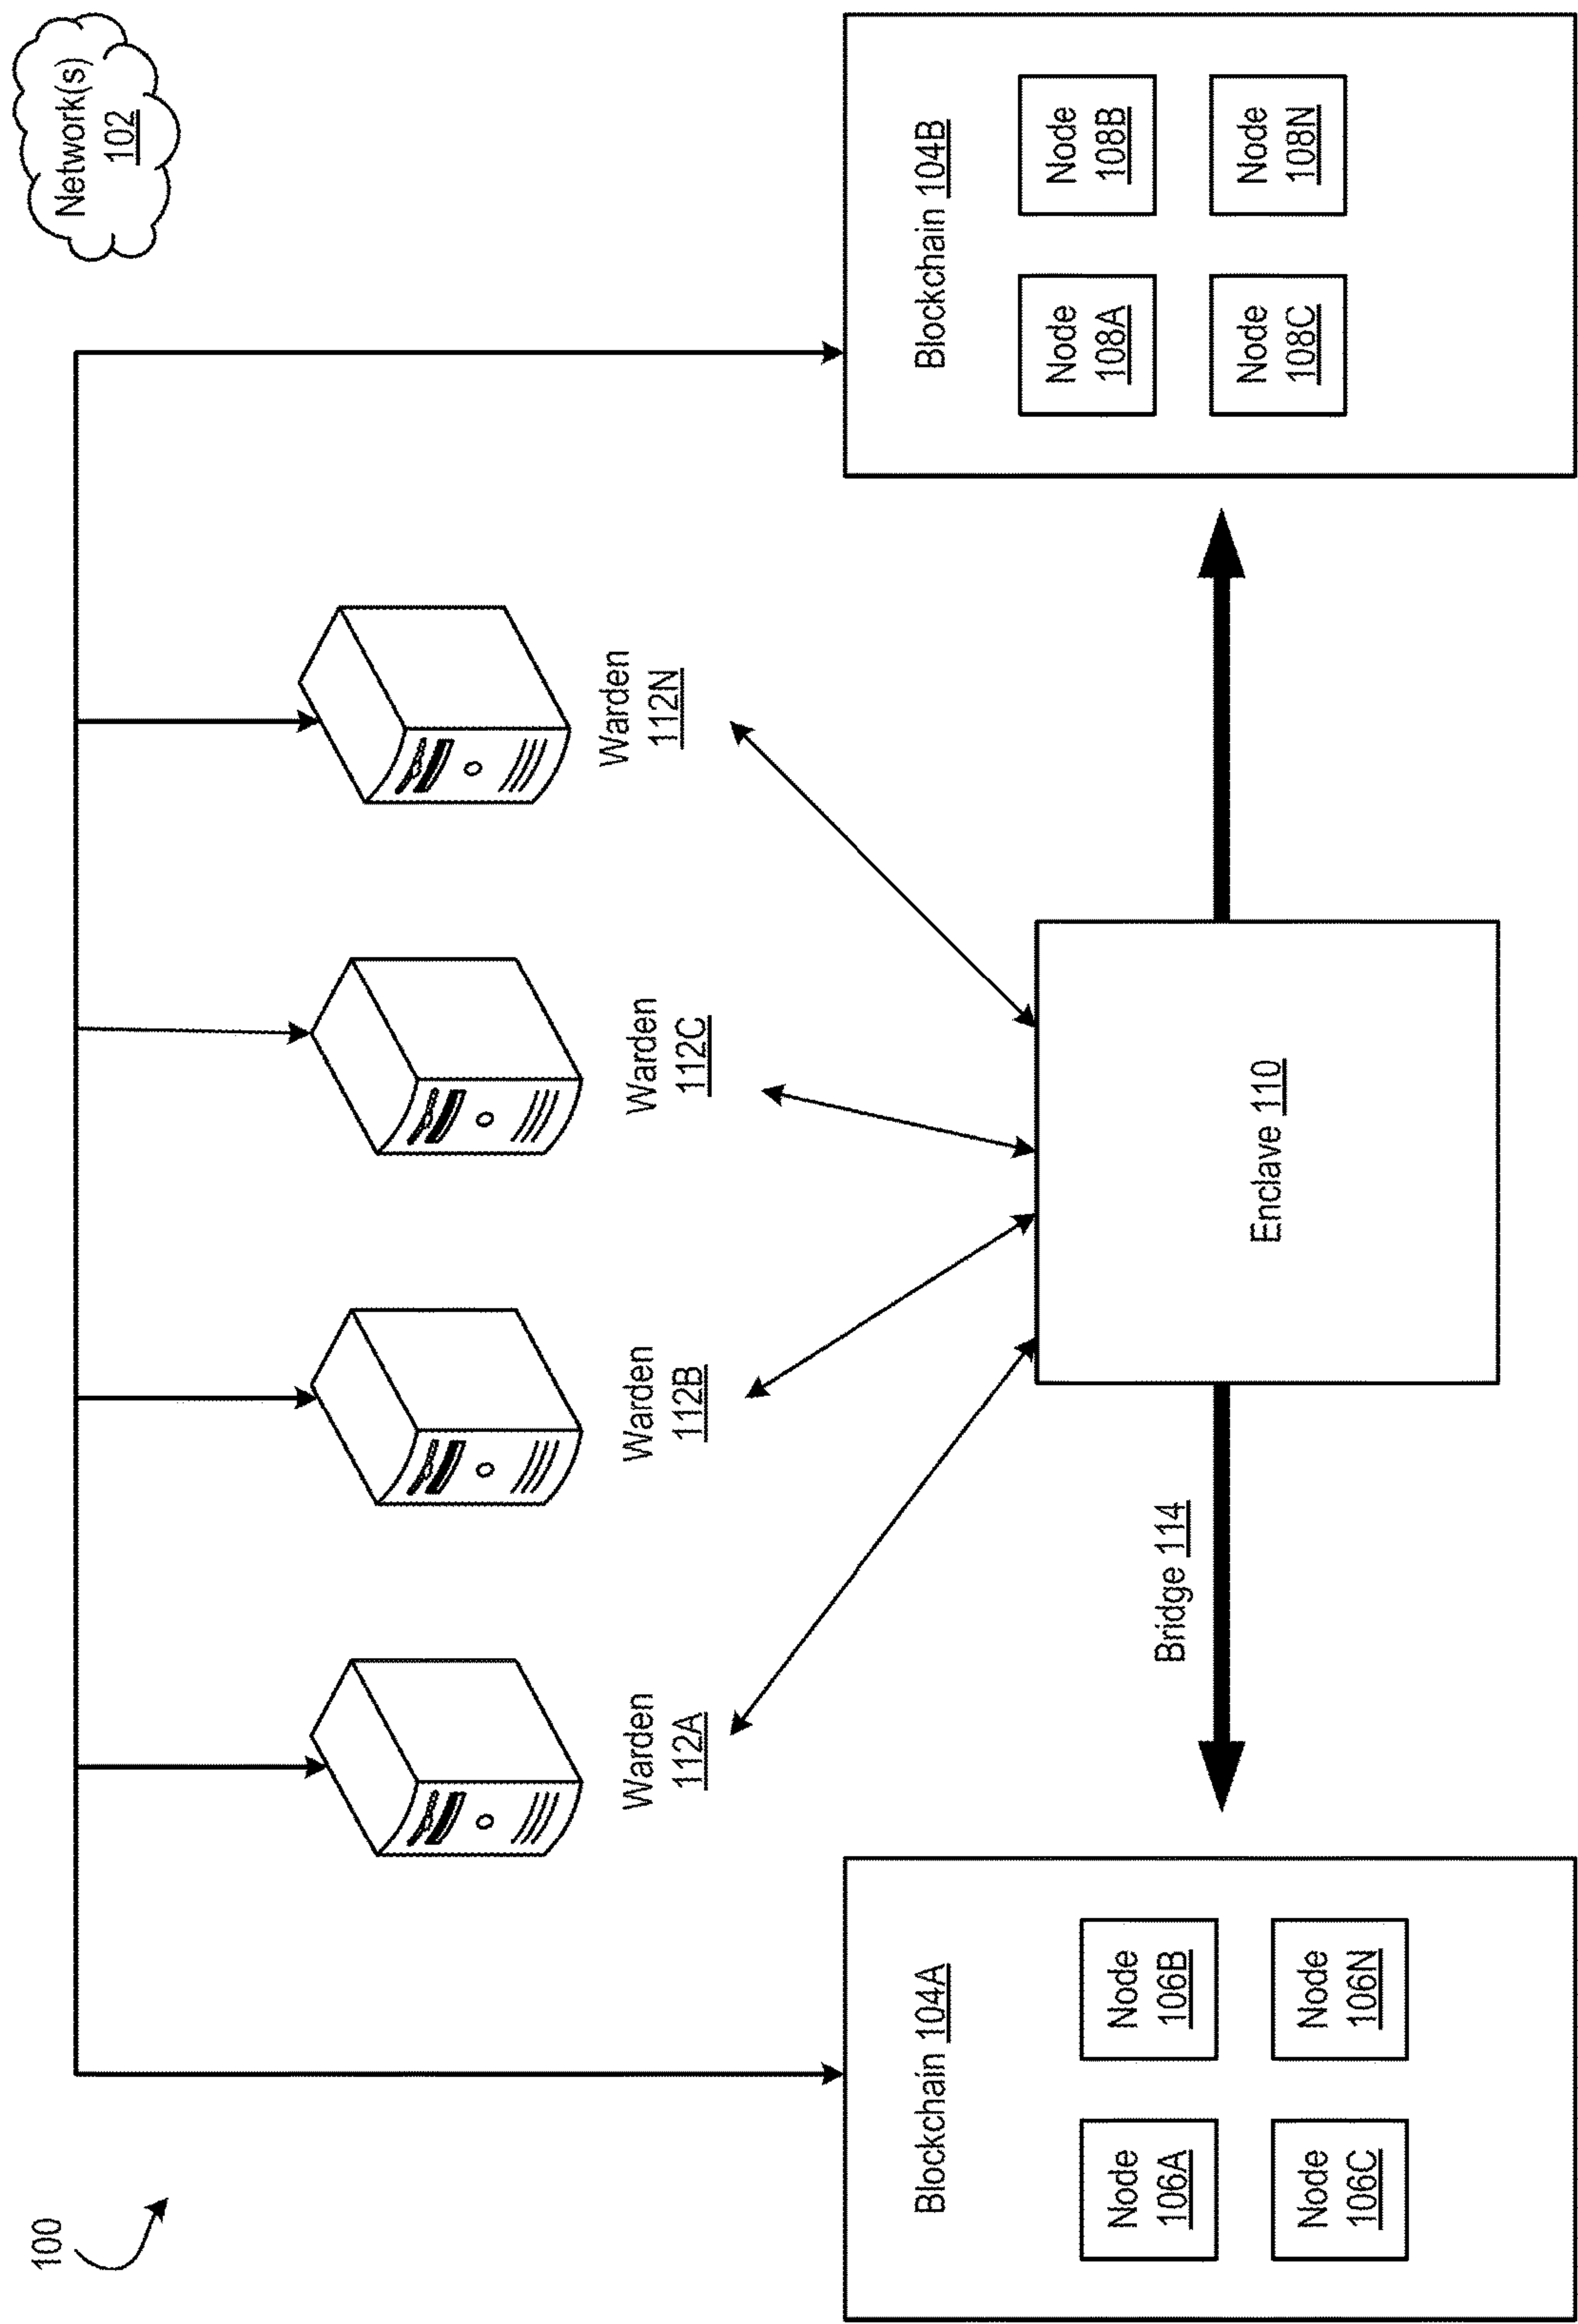 100
Network(s)
102
Warden
112A
Warden
112B
Warden
112C
Warden
112N
Blockchain 104A
Node
106A
Node
106B
Node
106C
Node
106N
Bridge 114
Enclave 110
Blockchain 104B
Node
108A
Node
108B
Node
108C
Node
108N